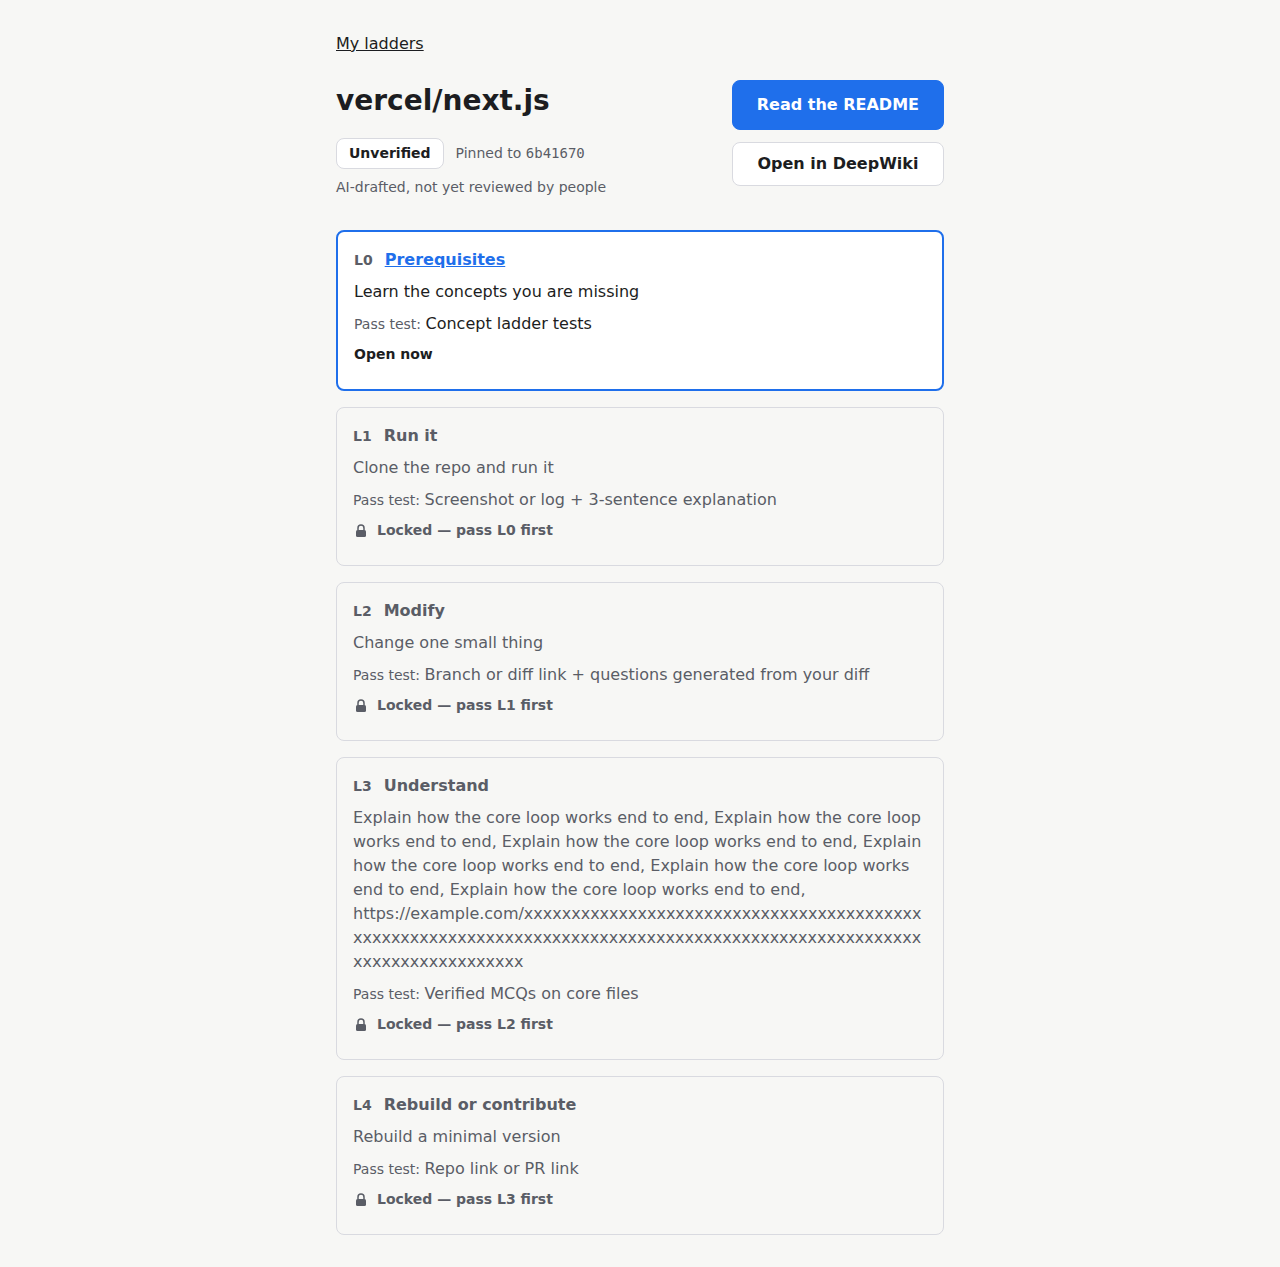 My ladders
vercel/next.js
Read the README
Unverified
Pinned to 6b41670
Open in DeepWiki
AI-drafted, not yet reviewed by people
L0 Prerequisites
Learn the concepts you are missing
Pass test: Concept ladder tests
Open now
L1 Run it
Clone the repo and run it
Pass test: Screenshot or log + 3-sentence explanation
Locked — pass L0 first
L2 Modify
Change one small thing
Pass test: Branch or diff link + questions generated from your diff
Locked — pass L1 first
L3 Understand
Explain how the core loop works end to end, Explain how the core loop
works end to end, Explain how the core loop works end to end, Explain
how the core loop works end to end, Explain how the core loop works
end to end, Explain how the core loop works end to end,
https://example.com/xxxxxxxxxxxxxxxxxxxxxxxxxxxxxxxxxxxxxxxxxx
xxxxxxxxxxxxxxxxxxxxxxxxxxxxxxxxxxxxxxxxxxxxxxxxxxxxxxxxxxxx
xxxxxxxxxxxxxxxxxx
Pass test: Verified MCQs on core files
Locked — pass L2 first
L4 Rebuild or contribute
Rebuild a minimal version
Pass test: Repo link or PR link
Locked — pass L3 first